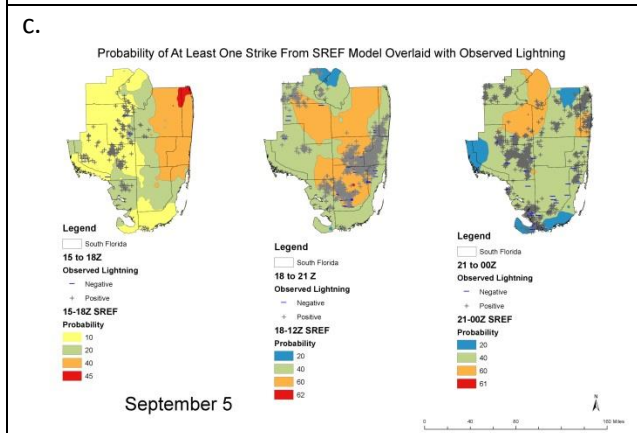 c.
Probability of At Least One Strike From SREF Model Overlaid with Observed Lightning
Legend
South Florida
15 to 18Z
Observed Lightning
Negative
Positive
15-18Z SREF
Probability
10
20
40
45
Legend
South Florida
18 to 21 Z
Observed Lightning
Negative
Positive
18-12Z SREF
Probability
20
40
60
62
Legend
South Florida
21 to 00Z
Observed Lightning
Negative
Positive
21-00Z SREF
Probability
20
40
60
61
September 5
N
0 40 80 160 Miles